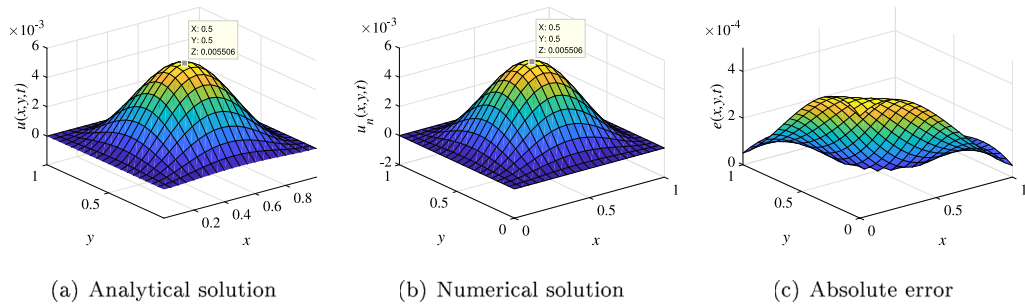 ×10⁻³
X: 0.5
Y: 0.5
Z: 0.005506
6
4
2
0
u(x,y,t)
1
0.5
y
0.2
0.4
0.6
0.8
x
(a) Analytical solution
×10⁻³
X: 0.5
Y: 0.5
Z: 0.005506
6
4
2
0
-2
uₙ(x,y,t)
1
0.5
0
y
0
0.5
1
x
(b) Numerical solution
×10⁻⁴
4
2
0
e(x,y,t)
1
0.5
0
y
0
0.5
1
x
(c) Absolute error